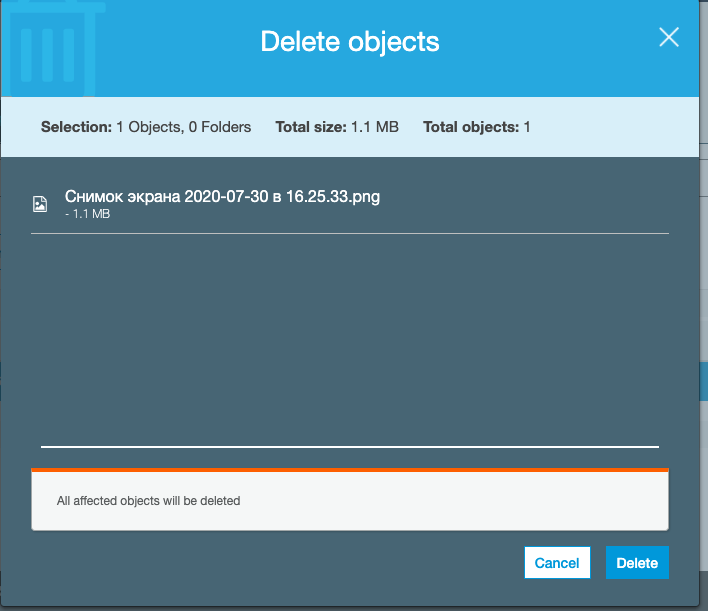 Delete objects
Selection: 1 Objects, 0 Folders Total size: 1.1 MB Total objects: 1
Снимок экрана 2020-07-30 в 16.25.33.png
- 1.1 MB
All affected objects will be deleted
Cancel Delete